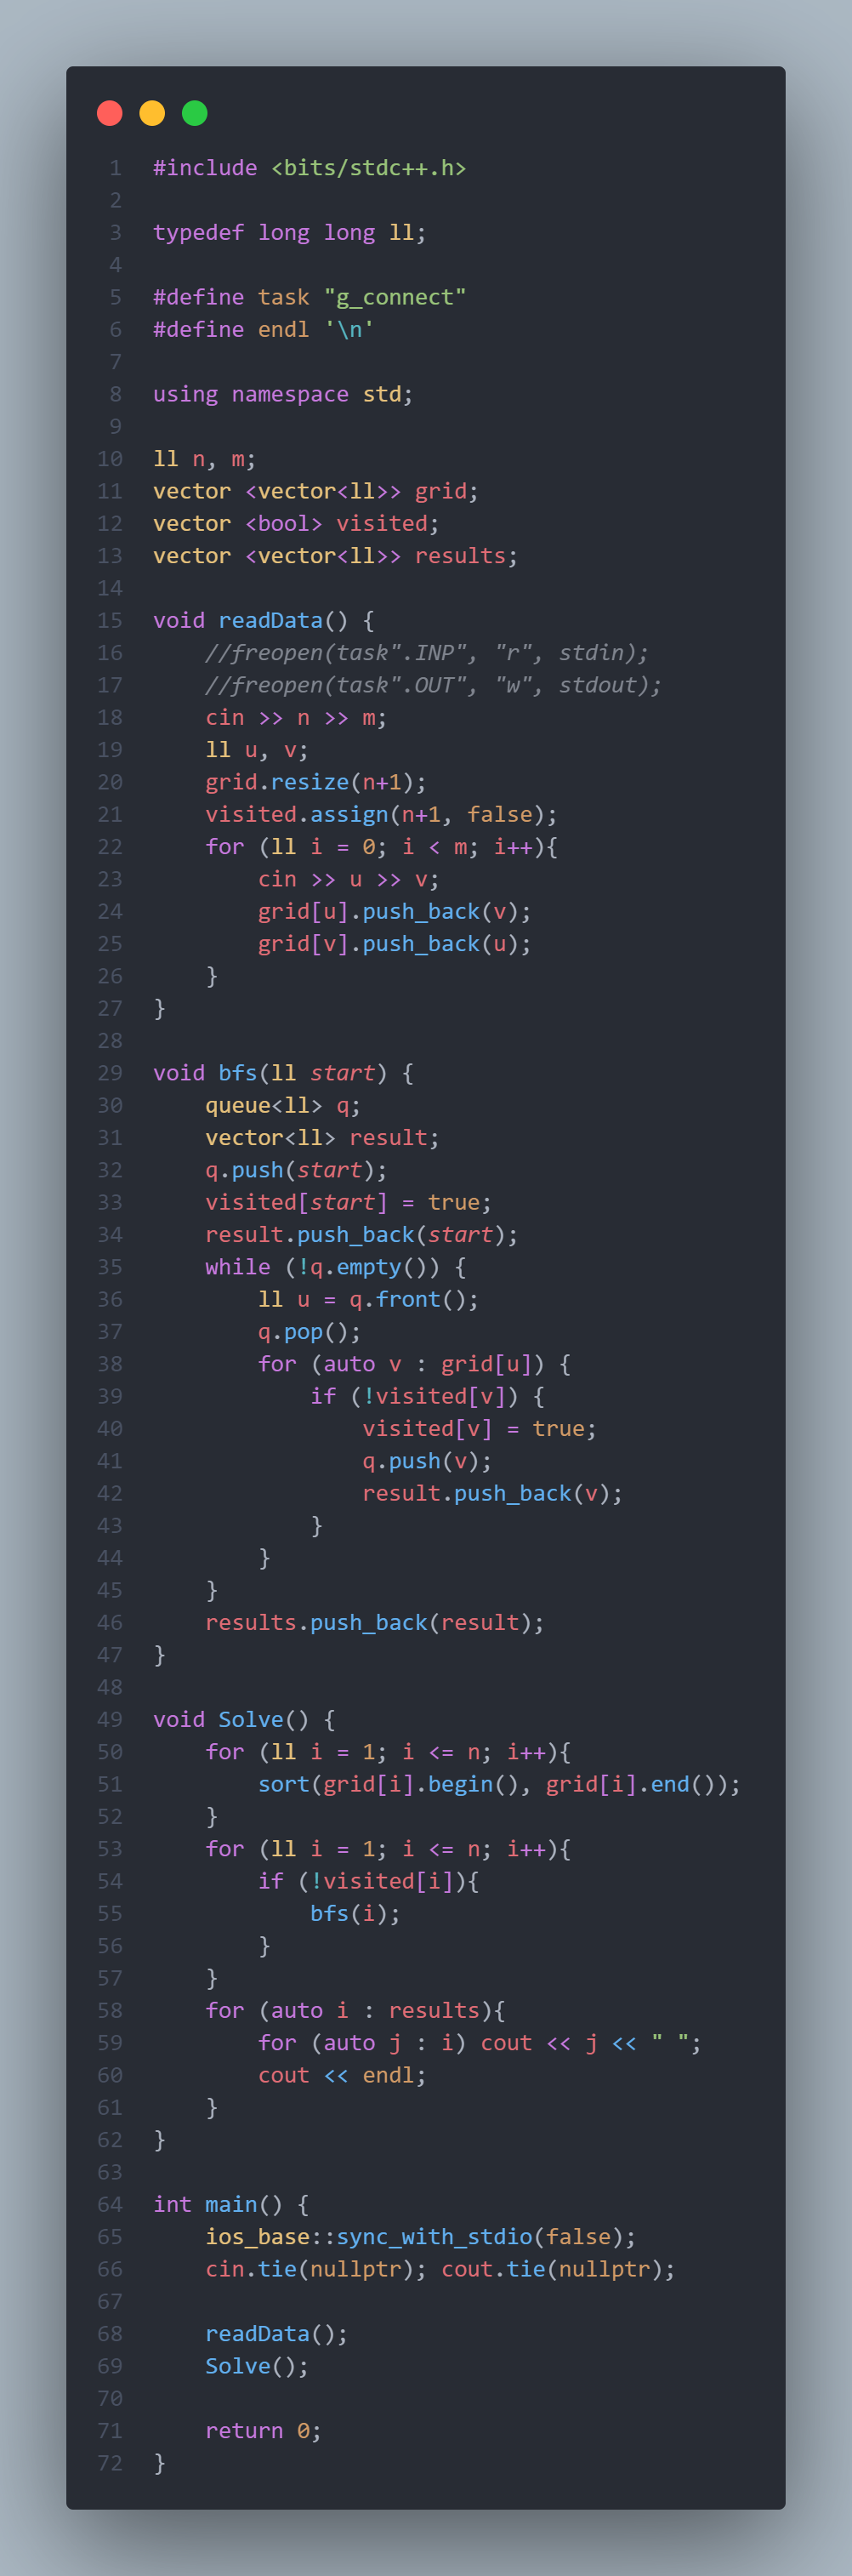 1 #include <bits/stdc++.h>
2
3 typedef long long ll;
4
5 #define task "g_connect"
6 #define endl '\n'
7
8 using namespace std;
9
10 ll n, m;
11 vector <vector<ll>> grid;
12 vector <bool> visited;
13 vector <vector<ll>> results;
14
15 void readData() {
16     //freopen(task".INP", "r", stdin);
17     //freopen(task".OUT", "w", stdout);
18     cin >> n >> m;
19     ll u, v;
20     grid.resize(n+1);
21     visited.assign(n+1, false);
22     for (ll i = 0; i < m; i++){
23         cin >> u >> v;
24         grid[u].push_back(v);
25         grid[v].push_back(u);
26     }
27 }
28
29 void bfs(ll start) {
30     queue<ll> q;
31     vector<ll> result;
32     q.push(start);
33     visited[start] = true;
34     result.push_back(start);
35     while (!q.empty()) {
36         ll u = q.front();
37         q.pop();
38         for (auto v : grid[u]) {
39             if (!visited[v]) {
40                 visited[v] = true;
41                 q.push(v);
42                 result.push_back(v);
43             }
44         }
45     }
46     results.push_back(result);
47 }
48
49 void Solve() {
50     for (ll i = 1; i <= n; i++){
51         sort(grid[i].begin(), grid[i].end());
52     }
53     for (ll i = 1; i <= n; i++){
54         if (!visited[i]){
55             bfs(i);
56         }
57     }
58     for (auto i : results){
59         for (auto j : i) cout << j << " ";
60         cout << endl;
61     }
62 }
63
64 int main() {
65     ios_base::sync_with_stdio(false);
66     cin.tie(nullptr); cout.tie(nullptr);
67
68     readData();
69     Solve();
70
71     return 0;
72 }